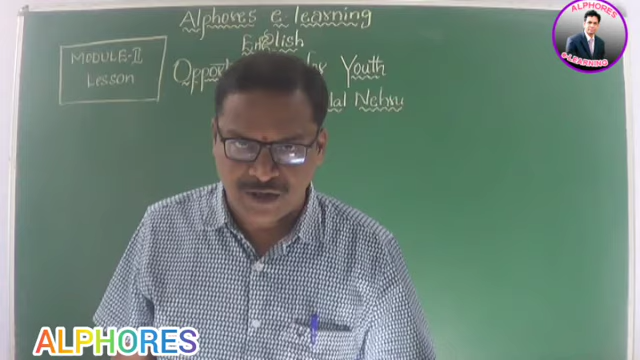 Alphores e learning
English
MODULE-II
Lesson
Youth
Nehru
ALPHORES
e-LEARNING
ALPHORES